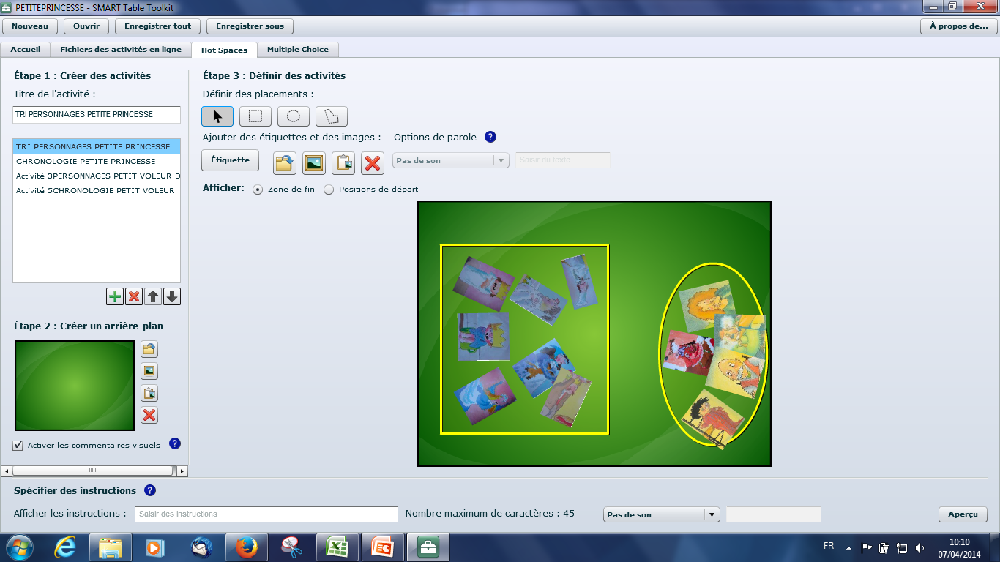 PETITEPRINCESSE - SMART Table Toolkit
Nouveau Ouvrir Enregistrer tout Enregistrer sous À propos de...
Accueil Fichiers des activités en ligne Hot Spaces Multiple Choice
Étape 1 : Créer des activités
Titre de l'activité :
TRI PERSONNAGES PETITE PRINCESSE
TRI PERSONNAGES PETITE PRINCESSE
CHRONOLOGIE PETITE PRINCESSE
Activité 3PERSONNAGES PETIT VOLEUR D
Activité 5CHRONOLOGIE PETIT VOLEUR
Étape 2 : Créer un arrière-plan
Activer les commentaires visuels ?
Étape 3 : Définir des activités
Définir des placements :
Ajouter des étiquettes et des images : Options de parole ?
Étiquette Pas de son Saisir du texte
Afficher: Zone de fin Positions de départ
Spécifier des instructions ?
Afficher les instructions : Saisir des instructions Nombre maximum de caractères : 45 Pas de son Aperçu
FR 10:10
07/04/2014